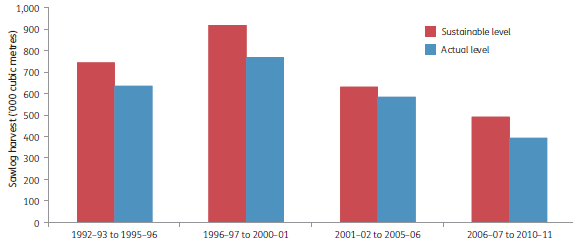 Sawlog harvest ('000 cubic metres)
1,000
900
800
700
600
500
400
300
200
100
0
Sustainable level
Actual level
1992–93 to 1995–96
1996–97 to 2000–01
2001–02 to 2005–06
2006–07 to 2010–11